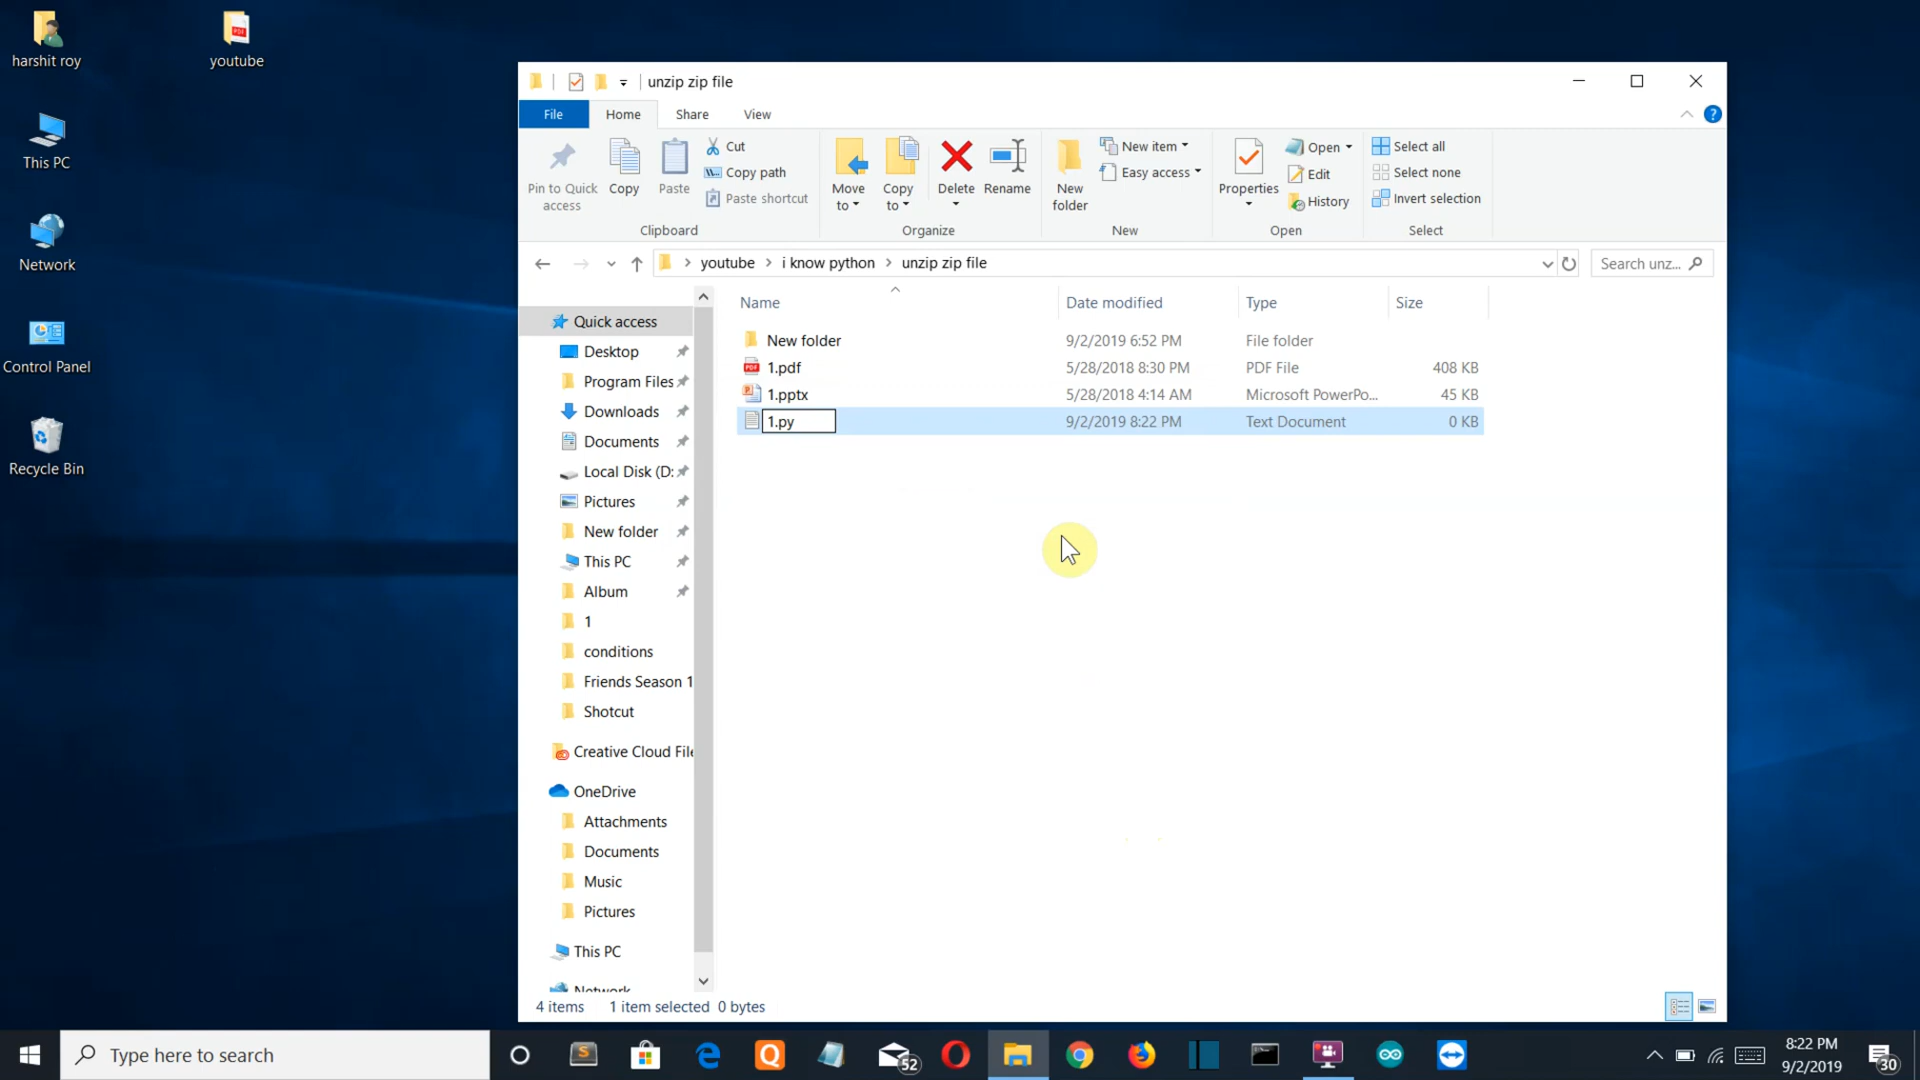 harshit roy
youtube
This PC
Network
Control Panel
Recycle Bin
unzip zip file
File
Home
Share
View
Pin to Quick access
Copy
Paste
Cut
Copy path
Paste shortcut
Clipboard
Move to
Copy to
Delete
Rename
Organize
New folder
New item
Easy access
New
Properties
Open
Edit
History
Open
Select all
Select none
Invert selection
Select
youtube > i know python > unzip zip file
Search unz...
Name Date modified Type Size
New folder 9/2/2019 6:52 PM File folder
1.pdf 5/28/2018 8:30 PM PDF File 408 KB
1.pptx 5/28/2018 4:14 AM Microsoft PowerPo... 45 KB
1.py 9/2/2019 8:22 PM Text Document 0 KB
Quick access
Desktop
Program Files
Downloads
Documents
Local Disk (D:
Pictures
New folder
This PC
Album
1
conditions
Friends Season 1
Shotcut
Creative Cloud File
OneDrive
Attachments
Documents
Music
Pictures
This PC
Network
4 items 1 item selected 0 bytes
Type here to search
52
8:22 PM
9/2/2019
30